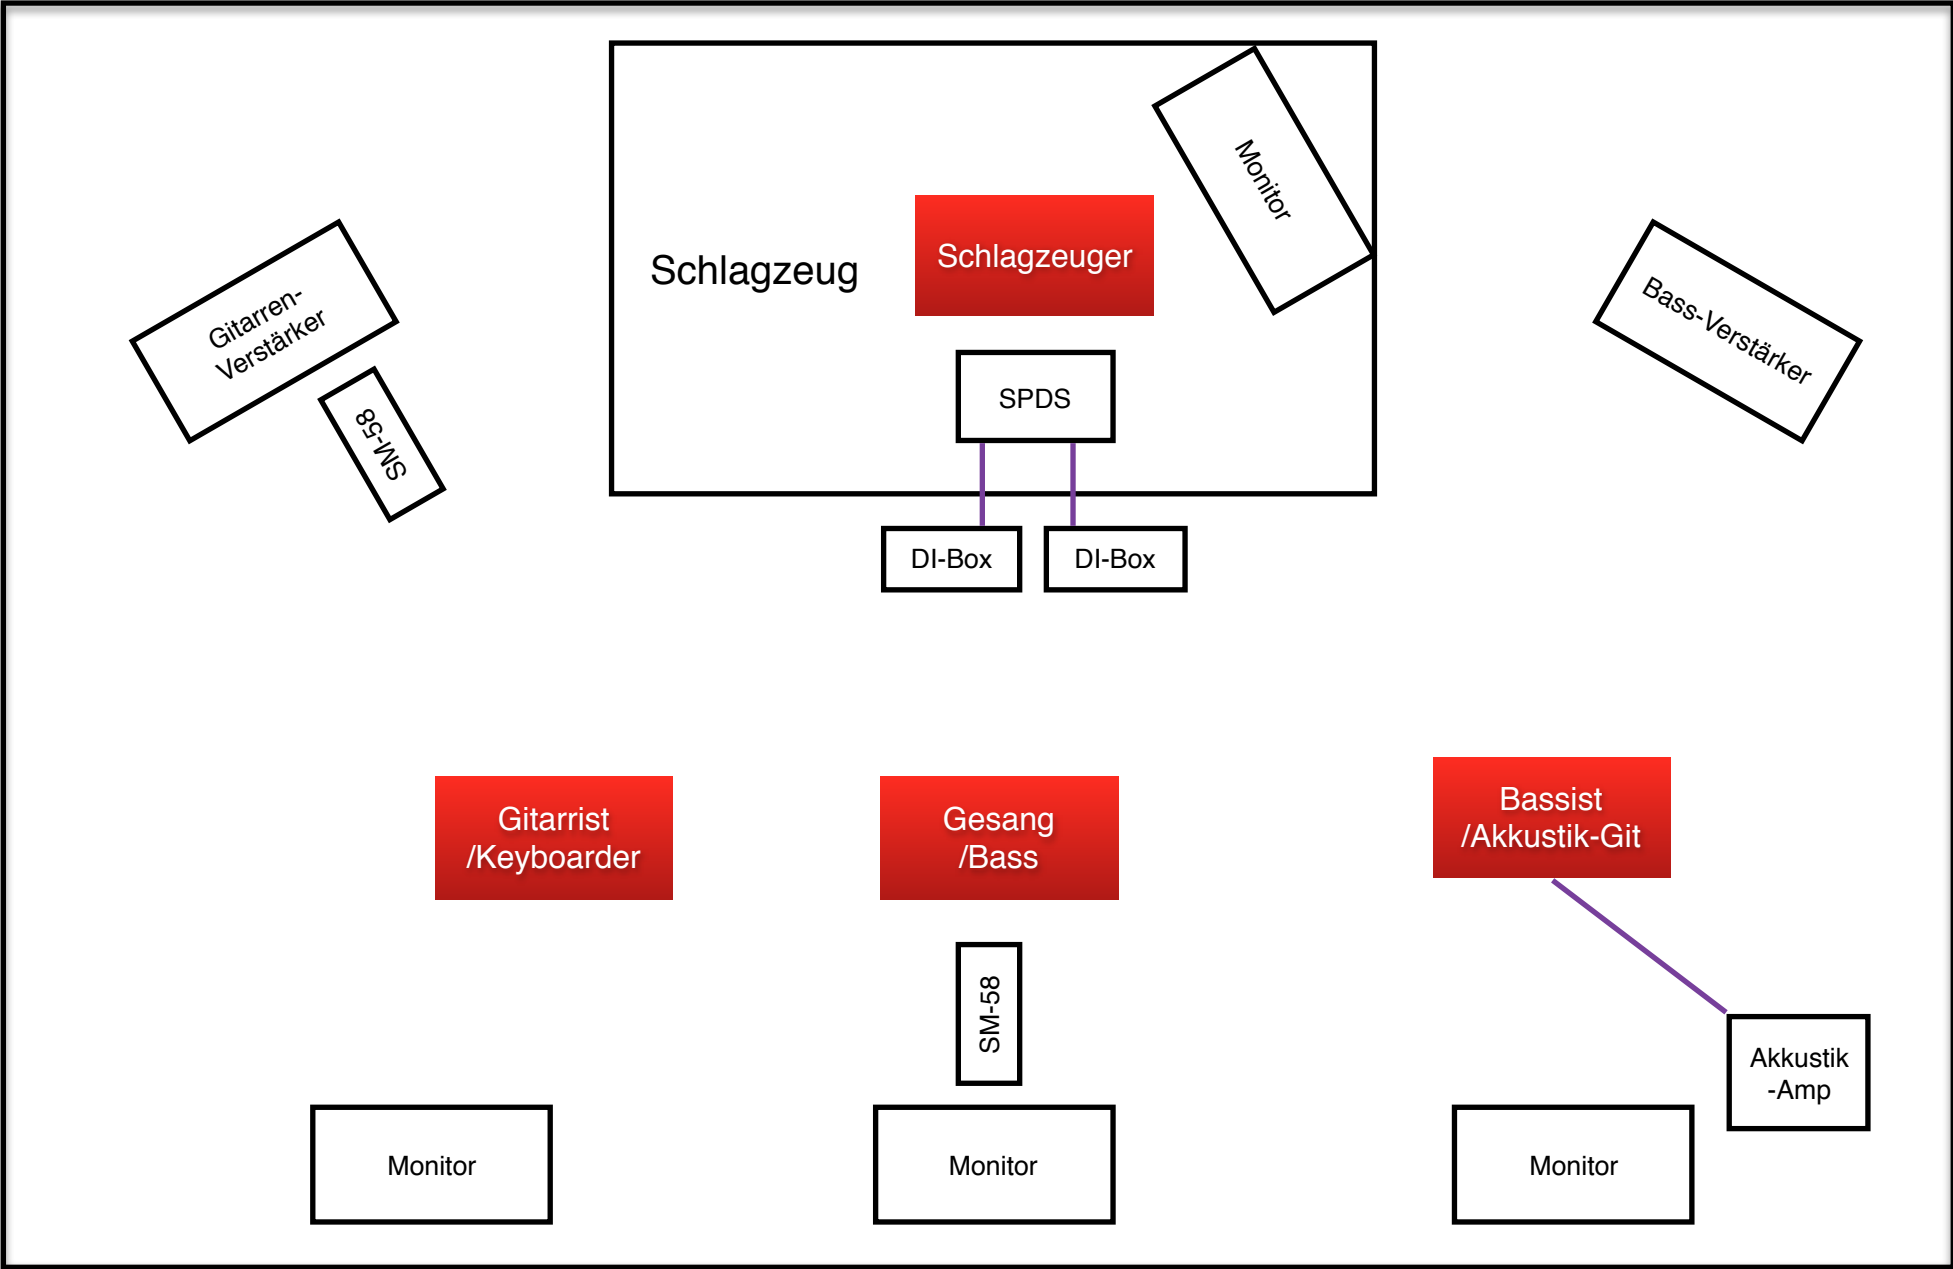 Monitor
Schlagzeuger
Schlagzeug
Gitarren-
Verstärker
Bass-Verstärker
SPDS
SM-58
DI-Box
DI-Box
Gitarrist
/Keyboarder
Gesang
/Bass
Bassist
/Akkustik-Git
SM-58
Akkustik
-Amp
Monitor
Monitor
Monitor